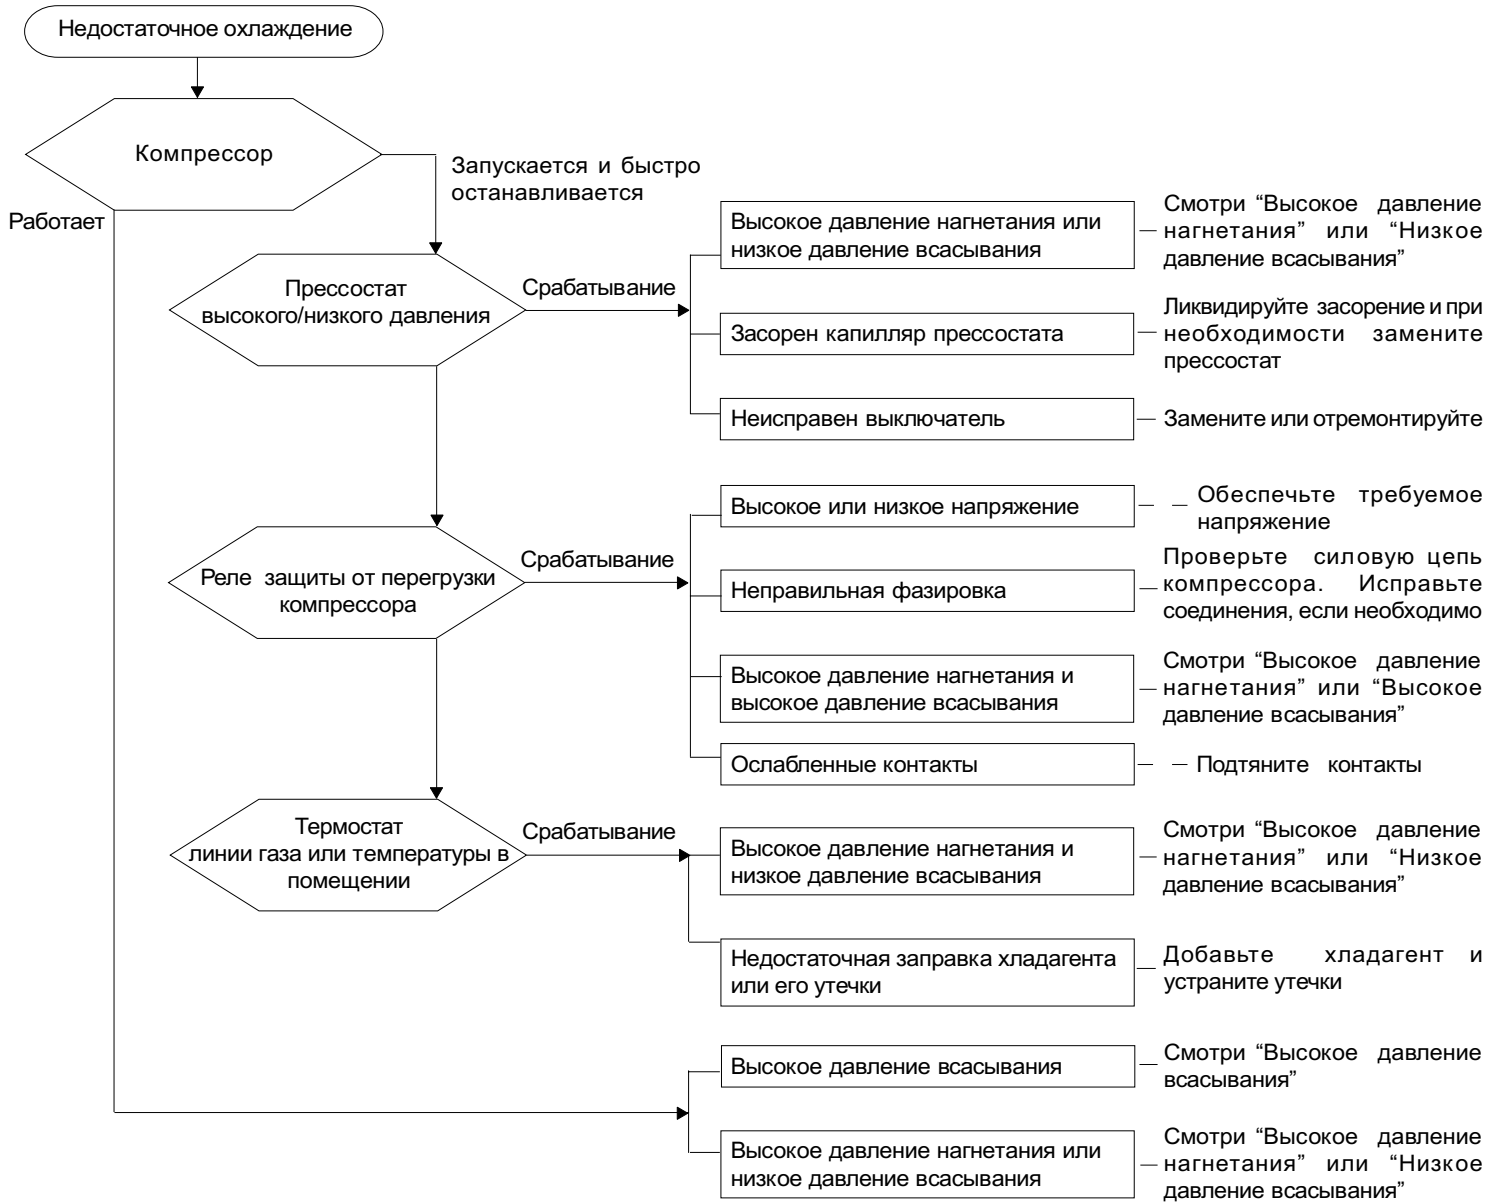 Недостаточное охлаждение
Компрессор
Запускается и быстро
останавливается
Работает
Прессостат
высокого/низкого давления
Срабатывание
Высокое давление нагнетания или
низкое давление всасывания
Смотри “Высокое давление
нагнетания” или “Низкое
давление всасывания”
Засорен капилляр прессостата
Ликвидируйте засорение и при
необходимости замените
прессостат
Неисправен выключатель
Замените или отремонтируйте
Реле защиты от перегрузки
компрессора
Срабатывание
Высокое или низкое напряжение
Обеспечьте требуемое
напряжение
Неправильная фазировка
Проверьте силовую цепь
компрессора. Исправьте
соединения, если необходимо
Высокое давление нагнетания и
высокое давление всасывания
Смотри “Высокое давление
нагнетания” или “Высокое
давление всасывания”
Ослабленные контакты
Подтяните контакты
Термостат
линии газа или температуры в
помещении
Срабатывание
Высокое давление нагнетания и
низкое давление всасывания
Смотри “Высокое давление
нагнетания” или “Низкое
давление всасывания”
Недостаточная заправка хладагента
или его утечки
Добавьте хладагент и
устраните утечки
Высокое давление всасывания
Смотри “Высокое давление
всасывания”
Высокое давление нагнетания или
низкое давление всасывания
Смотри “Высокое давление
нагнетания” или “Низкое
давление всасывания”